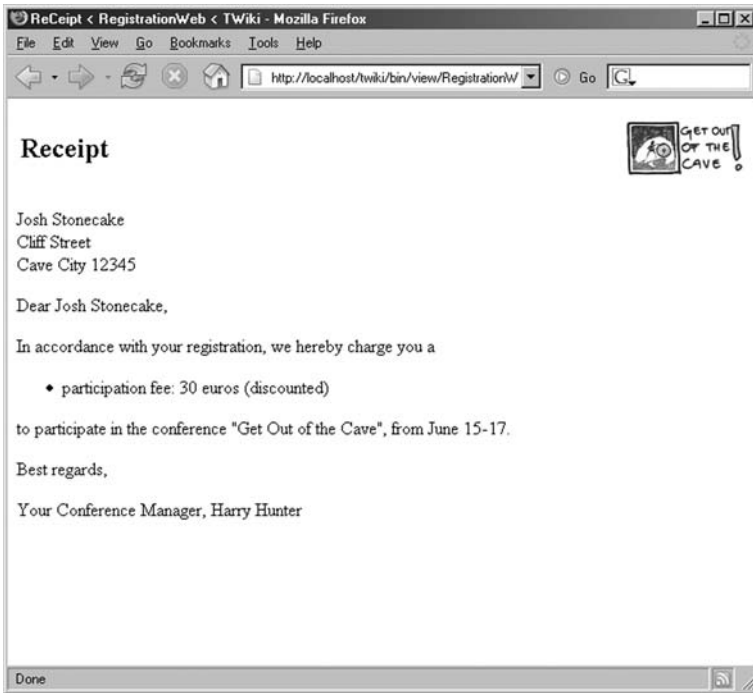 ReCeipt < RegistrationWeb < TWiki - Mozilla Firefox
File Edit View Go Bookmarks Tools Help
http://localhost/twiki/bin/view/RegistrationW Go G
Receipt
GET OUT
OF THE
CAVE !
Josh Stonecake
Cliff Street
Cave City 12345
Dear Josh Stonecake,
In accordance with your registration, we hereby charge you a
• participation fee: 30 euros (discounted)
to participate in the conference "Get Out of the Cave", from June 15-17.
Best regards,
Your Conference Manager, Harry Hunter
Done